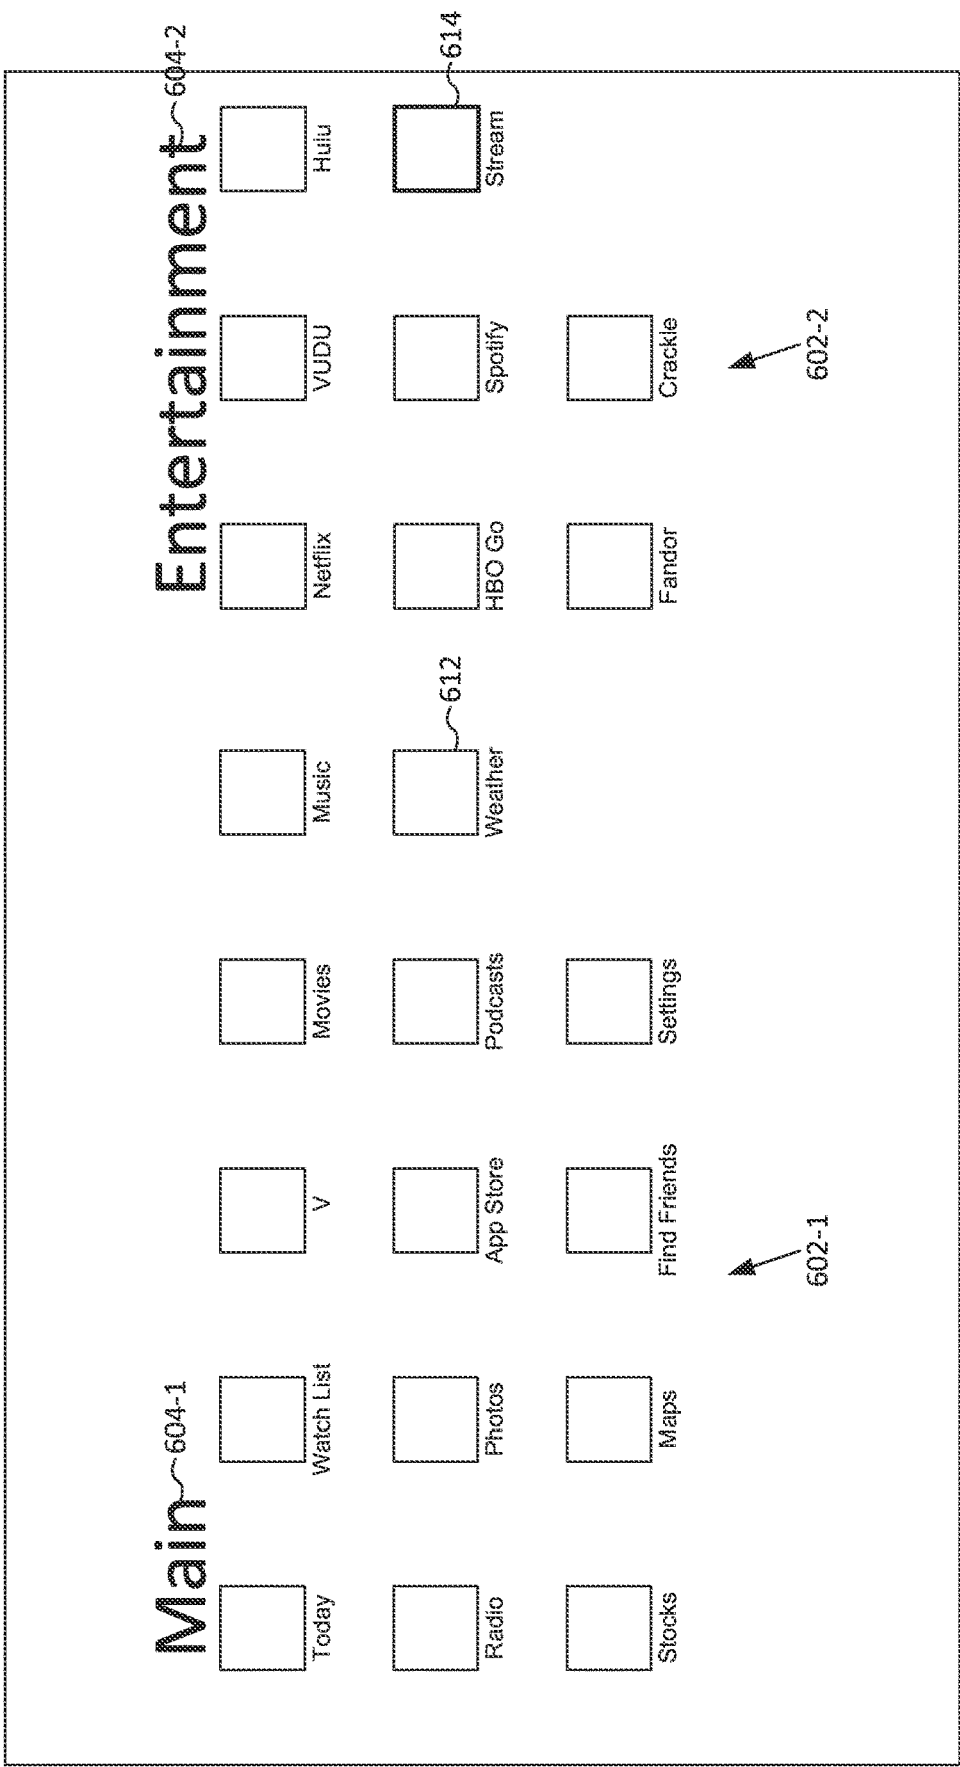 Main 604-1
Entertainment 604-2
Today
Watch List
V
Movies
Music
Netflix
VUDU
Hulu
Radio
Photos
App Store
Podcasts
Weather
612
HBO Go
Spotify
Stream
614
Stocks
Maps
Find Friends
Settings
Fandor
Crackle
602-1
602-2